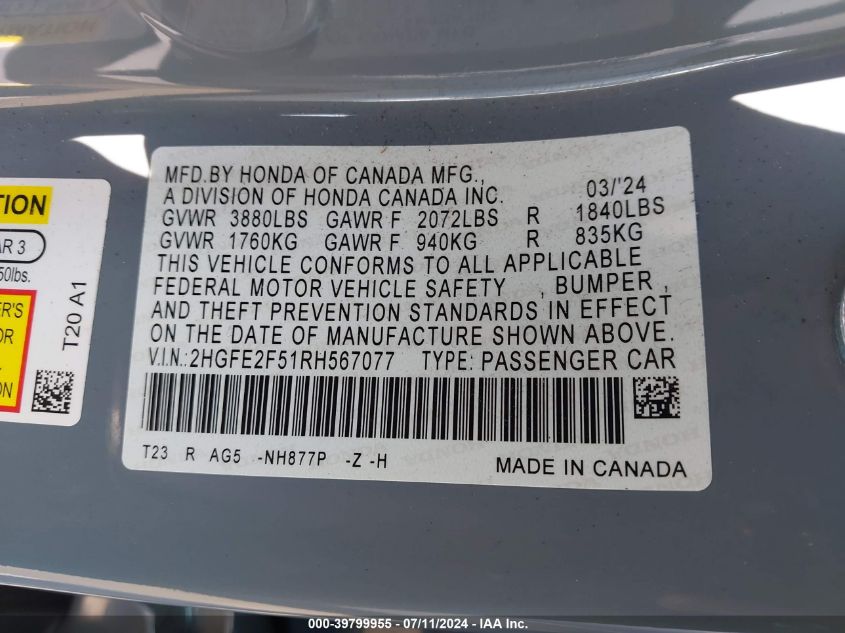 MFD.BY HONDA OF CANADA MFG.,
A DIVISION OF HONDA CANADA INC. 03/'24
GVWR 3880LBS GAWR F 2072LBS R 1840LBS
GVWR 1760KG GAWR F 940KG R 835KG
THIS VEHICLE CONFORMS TO ALL APPLICABLE
FEDERAL MOTOR VEHICLE SAFETY , BUMPER ,
AND THEFT PREVENTION STANDARDS IN EFFECT
ON THE DATE OF MANUFACTURE SHOWN ABOVE.
V.I.N.:2HGFE2F51RH567077 TYPE: PASSENGER CAR
T23 R AG5 -NH877P -Z -H MADE IN CANADA
T20 A1
000-39799955 - 07/11/2024 - IAA Inc.